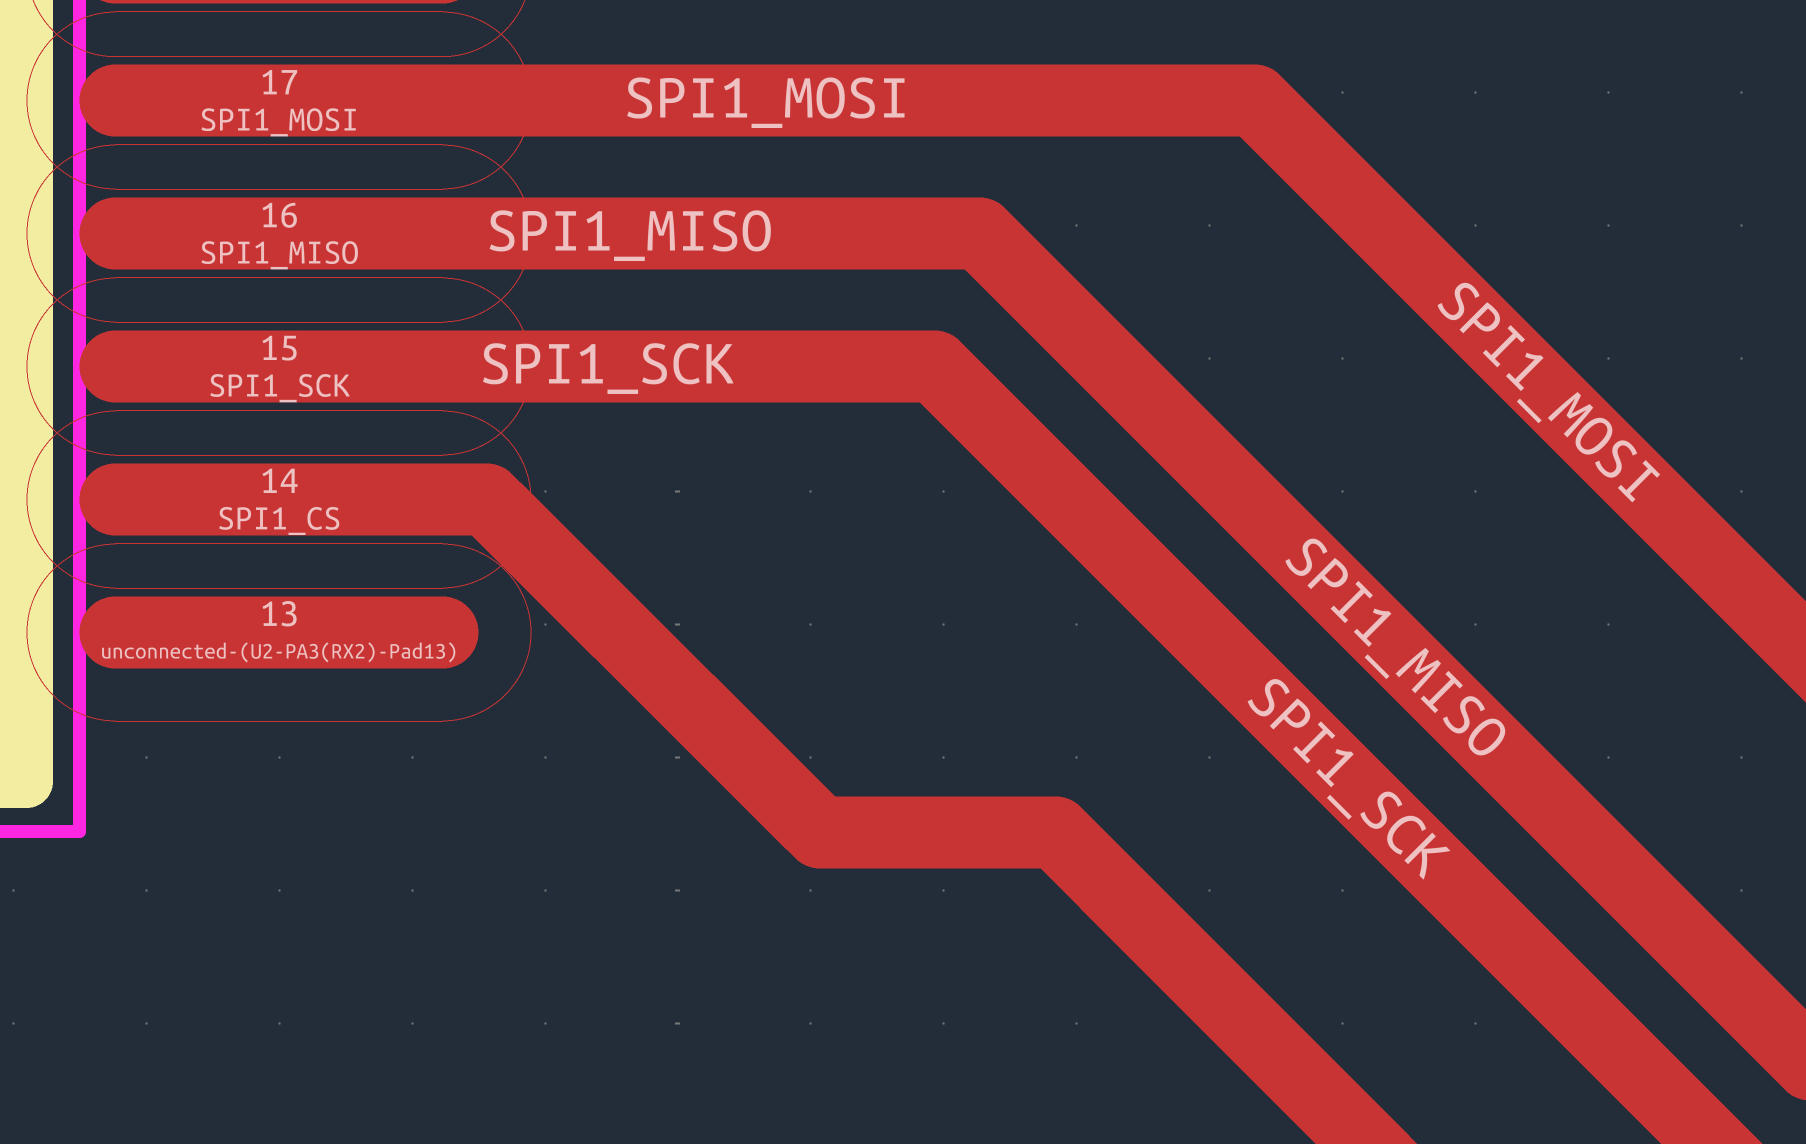 17
SPI1_MOSI
SPI1_MOSI
16
SPI1_MISO
SPI1_MISO
15
SPI1_SCK
SPI1_SCK
14
SPI1_CS
13
unconnected-(U2-PA3(RX2)-Pad13)
SPI1_MOSI
SPI1_MISO
SPI1_SCK